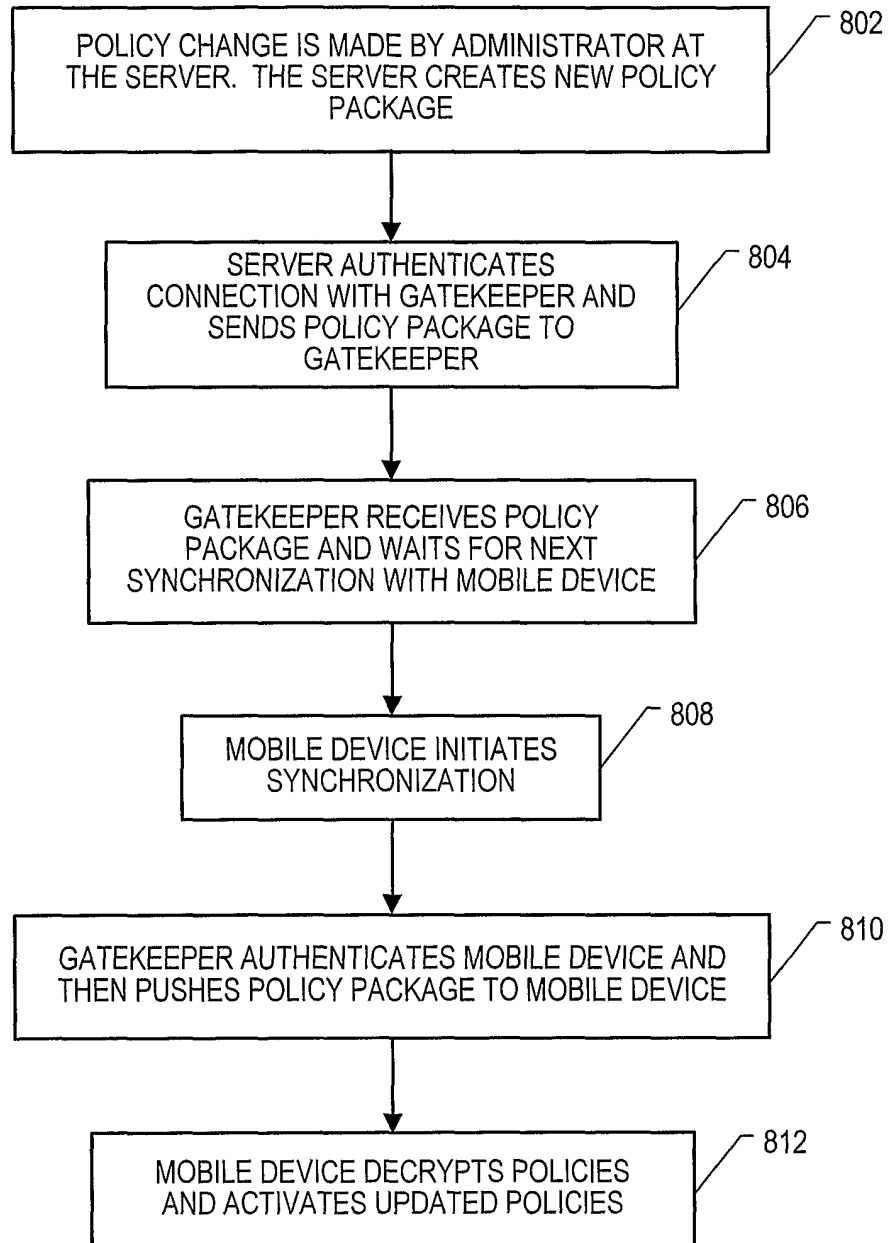 POLICY CHANGE IS MADE BY ADMINISTRATOR AT
THE SERVER. THE SERVER CREATES NEW POLICY
PACKAGE
802
SERVER AUTHENTICATES
CONNECTION WITH GATEKEEPER AND
SENDS POLICY PACKAGE TO
GATEKEEPER
804
GATEKEEPER RECEIVES POLICY
PACKAGE AND WAITS FOR NEXT
SYNCHRONIZATION WITH MOBILE DEVICE
806
MOBILE DEVICE INITIATES
SYNCHRONIZATION
808
GATEKEEPER AUTHENTICATES MOBILE DEVICE AND
THEN PUSHES POLICY PACKAGE TO MOBILE DEVICE
810
MOBILE DEVICE DECRYPTS POLICIES
AND ACTIVATES UPDATED POLICIES
812